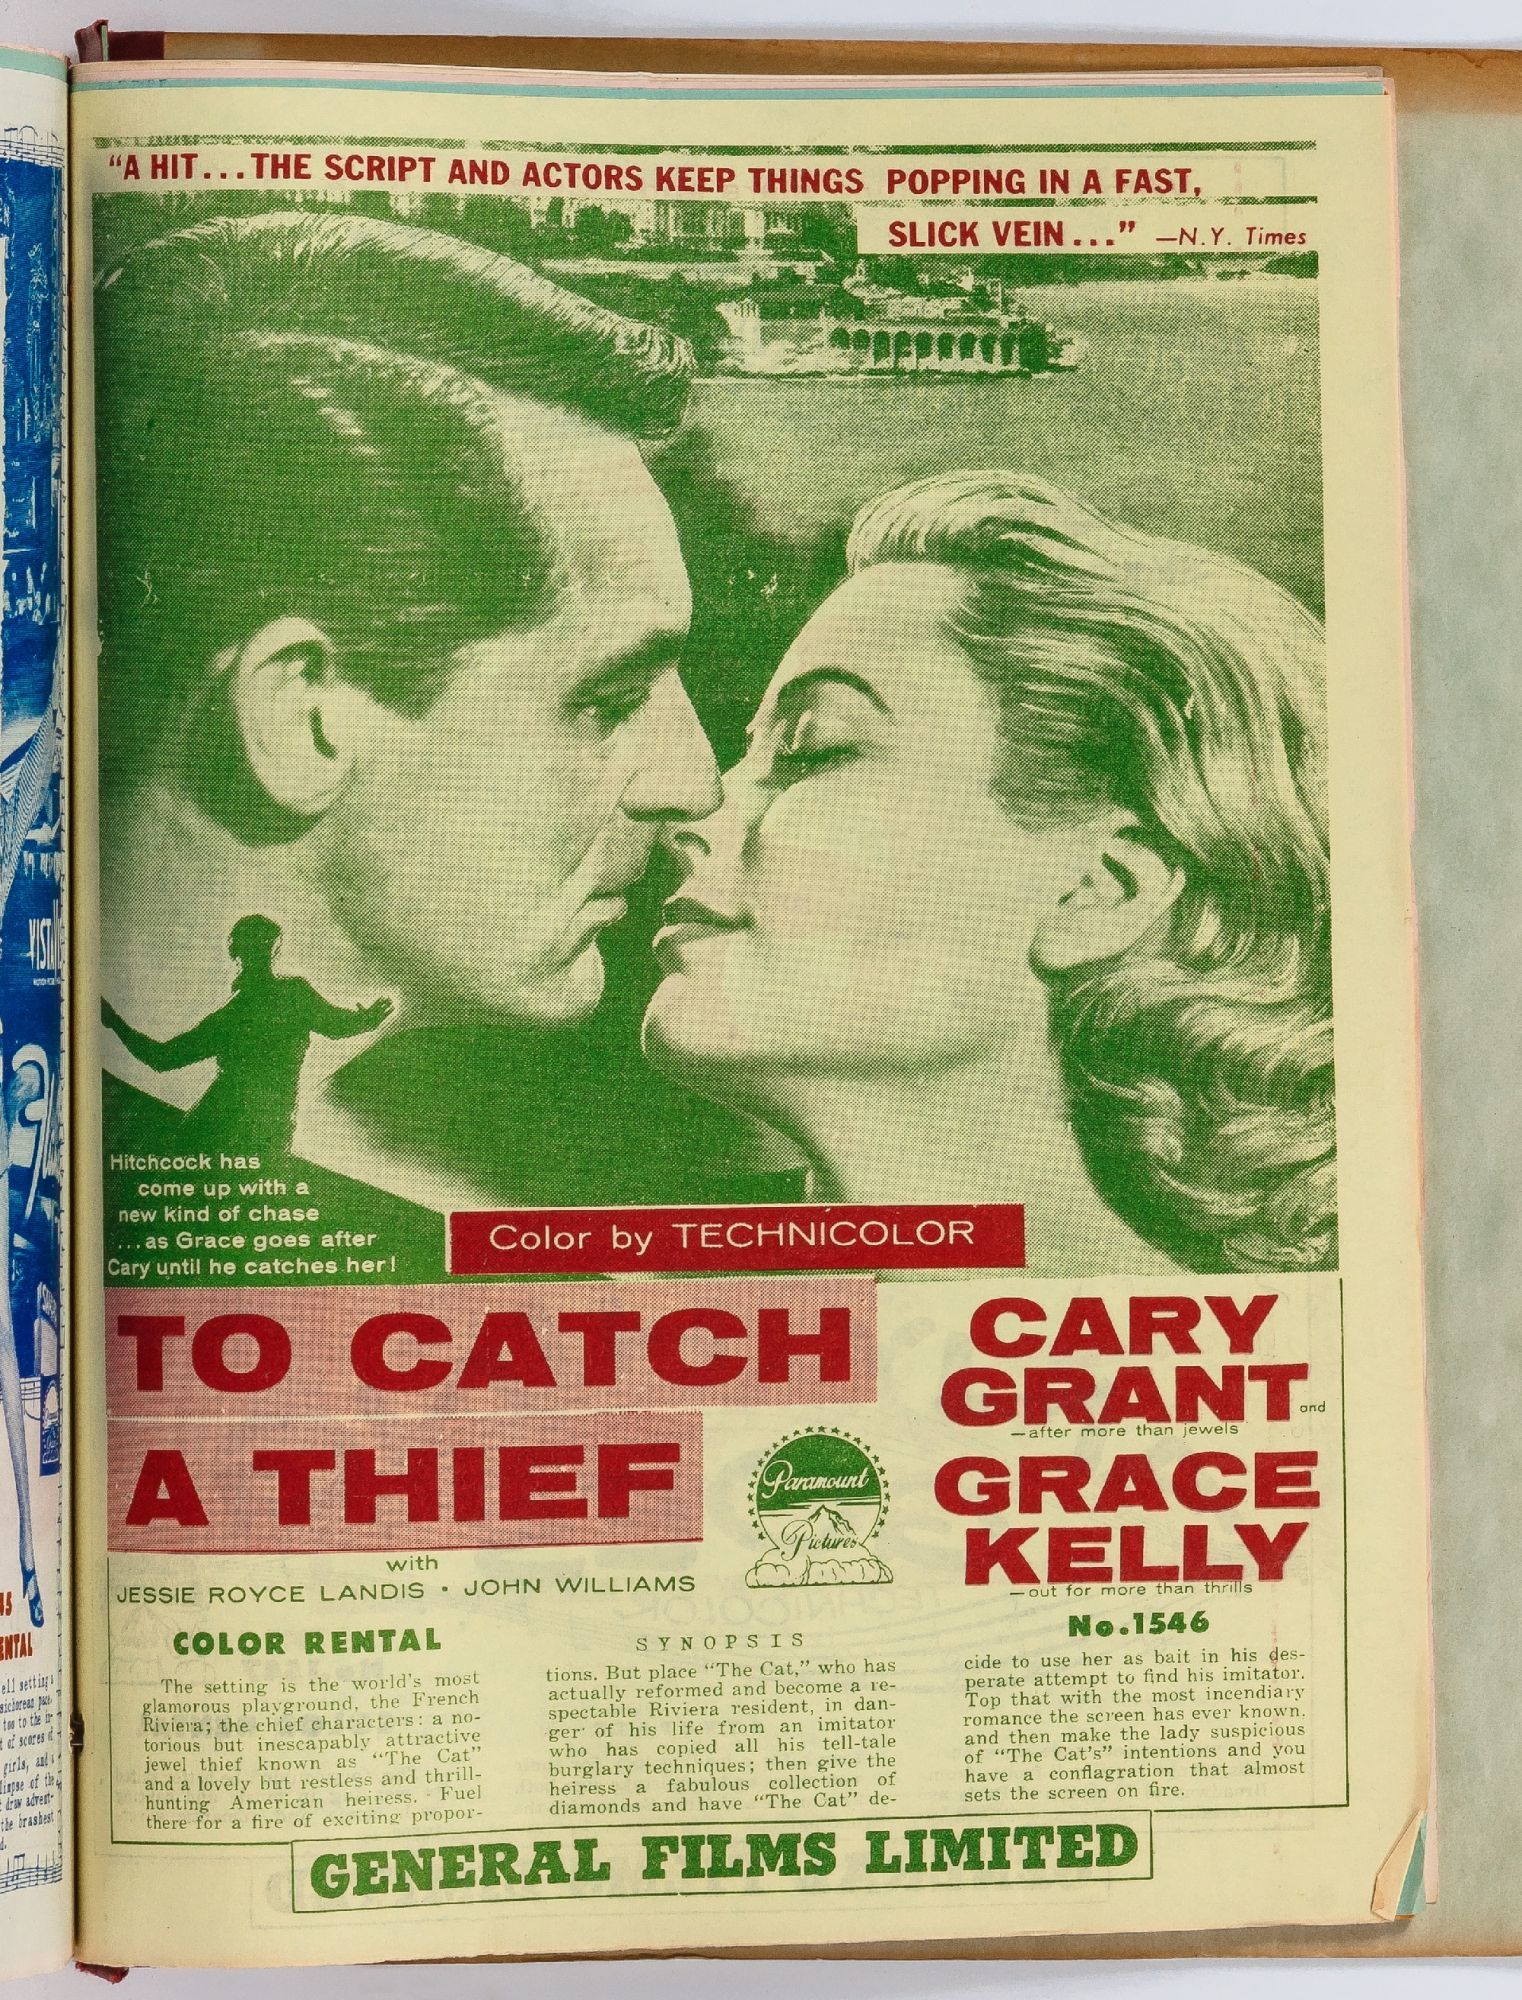 “A HIT...THE SCRIPT AND ACTORS KEEP THINGS POPPING IN A FAST,
SLICK VEIN...” —N.Y. Times
Hitchcock has
come up with a
new kind of chase
...as Grace goes after
Cary until he catches her!
Color by TECHNICOLOR
TO CATCH
A THIEF
with
JESSIE ROYCE LANDIS • JOHN WILLIAMS
Paramount
Pictures
CARY
GRANT and
—after more than jewels
GRACE
KELLY
—out for more than thrills
No.1546
COLOR RENTAL
SYNOPSIS
The setting is the world's most
glamorous playground, the French
Riviera; the chief characters: a no-
torious but inescapably attractive
jewel thief known as “The Cat”
and a lovely but restless and thrill-
hunting American heiress. Fuel
there for a fire of exciting propor-
tions. But place “The Cat,” who has
actually reformed and become a re-
spectable Riviera resident, in dan-
ger of his life from an imitator
who has copied all his tell-tale
burglary techniques; then give the
heiress a fabulous collection of
diamonds and have “The Cat” de-
cide to use her as bait in his des-
perate attempt to find his imitator.
Top that with the most incendiary
romance the screen has ever known,
and then make the lady suspicious
of “The Cat's” intentions and you
have a conflagration that almost
sets the screen on fire.
GENERAL FILMS LIMITED